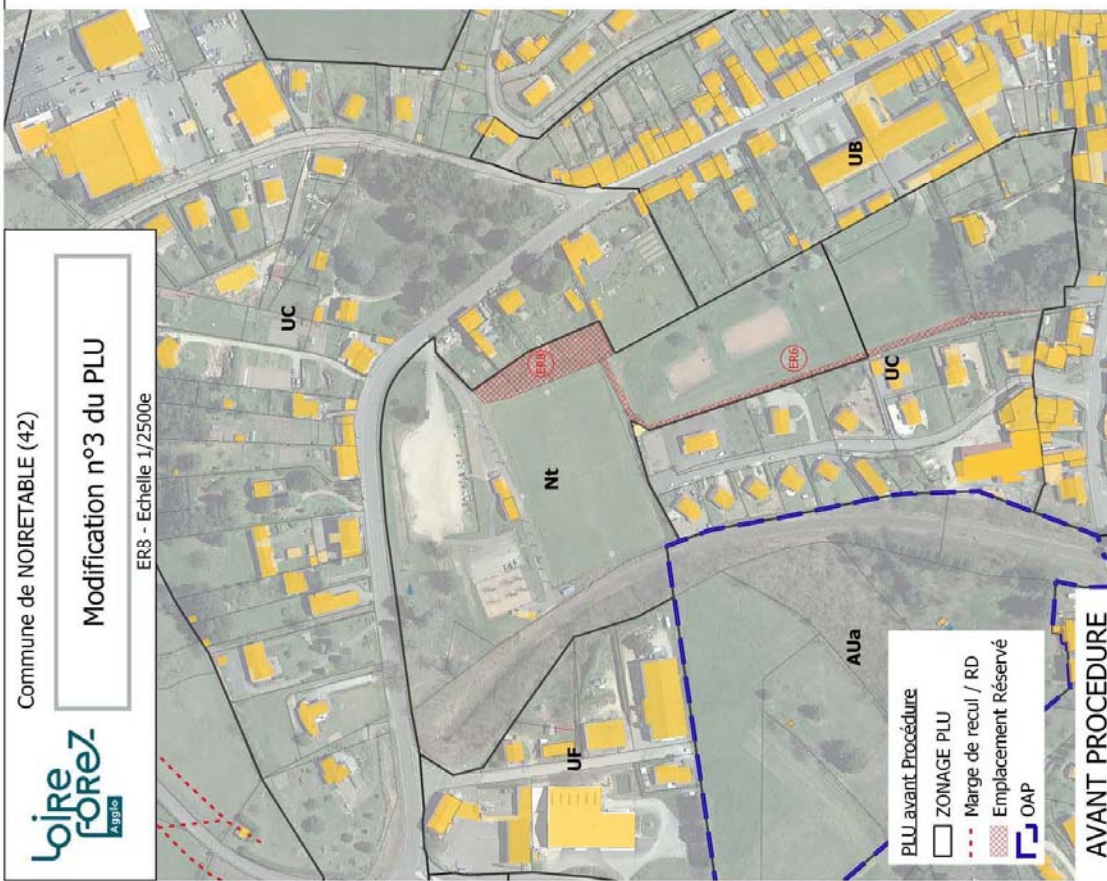 Commune de NOIRETABLE (42)
Loire
FOReZ
Agglo
Modification n°3 du PLU
ER8 - Echelle 1/2500e
UC
UB
ER8
ER6
UC
Nt
UF
AUa
PLU avant Procédure
ZONAGE PLU
Marge de recul / RD
Emplacement Réservé
OAP
AVANT PROCEDURE